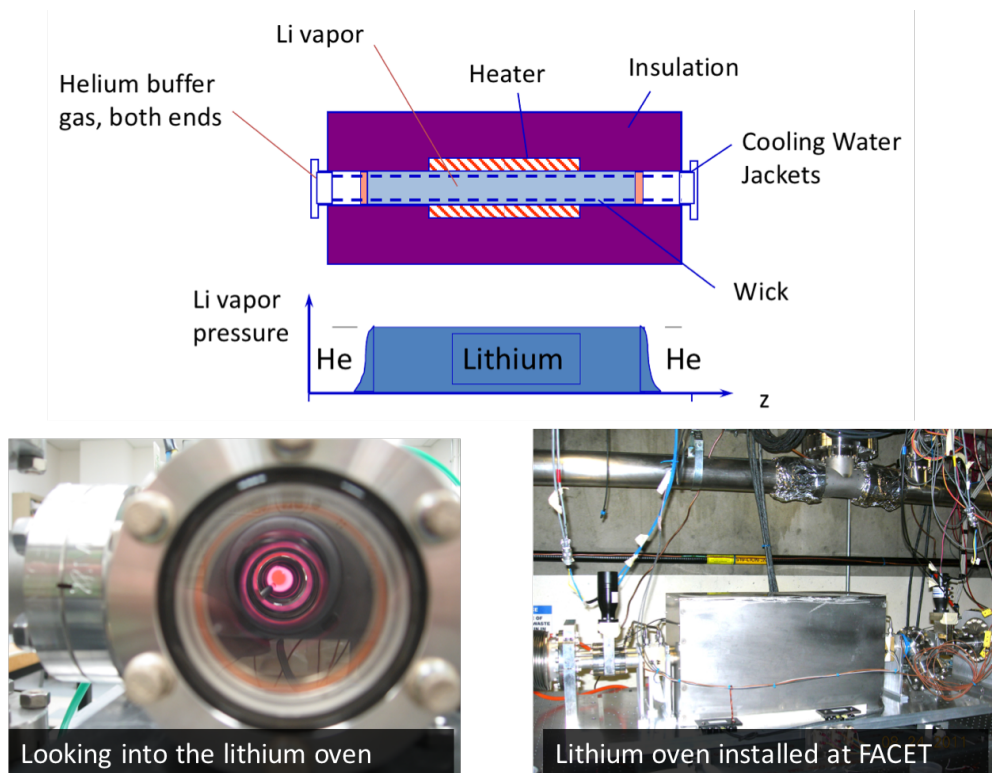 Li vapor
Helium buffer
gas, both ends
Heater
Insulation
Cooling Water
Jackets
Wick
Li vapor
pressure
He
Lithium
He
z
Looking into the lithium oven
Lithium oven installed at FACET